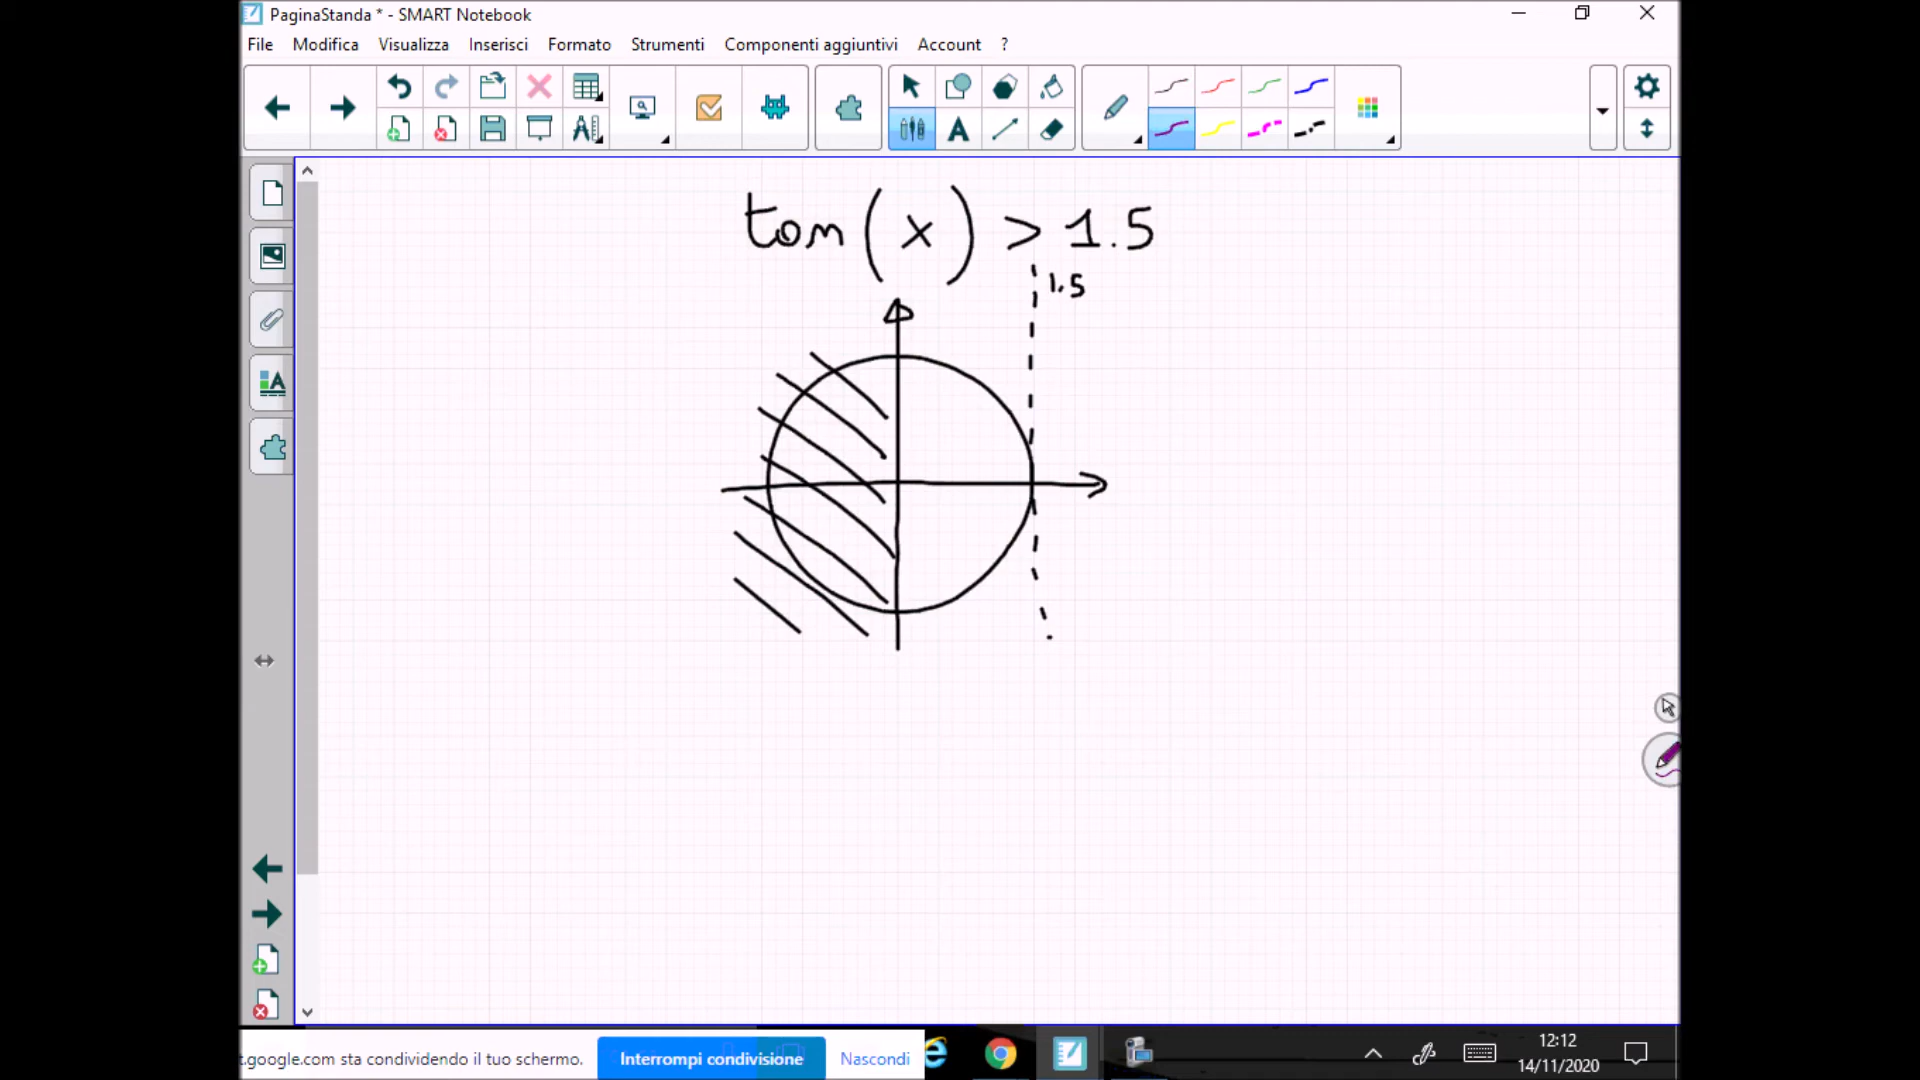 PaginaStanda * - SMART Notebook
File Modifica Visualizza Inserisci Formato Strumenti Componenti aggiuntivi Account ?
tan(x) > 1.5
1.5
t.google.com sta condividendo il tuo schermo. Interrompi condivisione Nascondi
12:12
14/11/2020